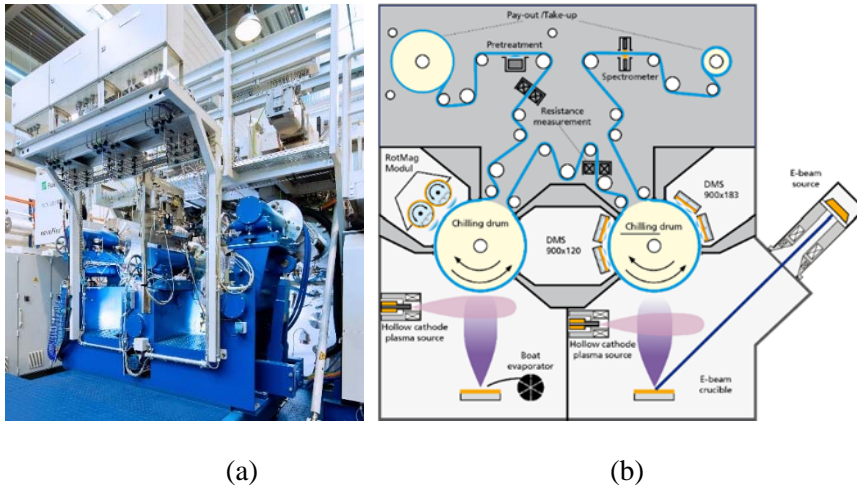 Pay-out /Take-up
Pretreatment
Spectrometer
Resistance
measurement
RotMag
Modul
E-beam
source
DMS
900x183
Chilling drum
Chilling drum
DMS
900x120
Hollow cathode
plasma source
Hollow cathode
plasma source
Boat
evaporator
E-beam
crucible
(a)
(b)